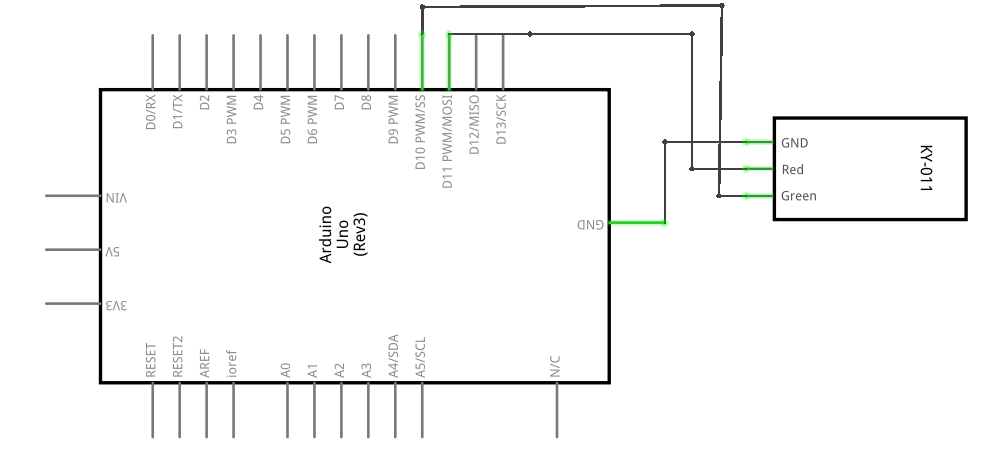 D0/RX
D1/TX
D2
D3 PWM
D4
D5 PWM
D6 PWM
D7
D8
D9 PWM
D10 PWM/SS
D11 PWM/MOSI
D12/MISO
D13/SCK
VIN
5V
3V3
Arduino
Uno
(Rev3)
GND
GND
Red
Green
KY-011
RESET
RESET2
AREF
ioref
A0
A1
A2
A3
A4/SDA
A5/SCL
N/C